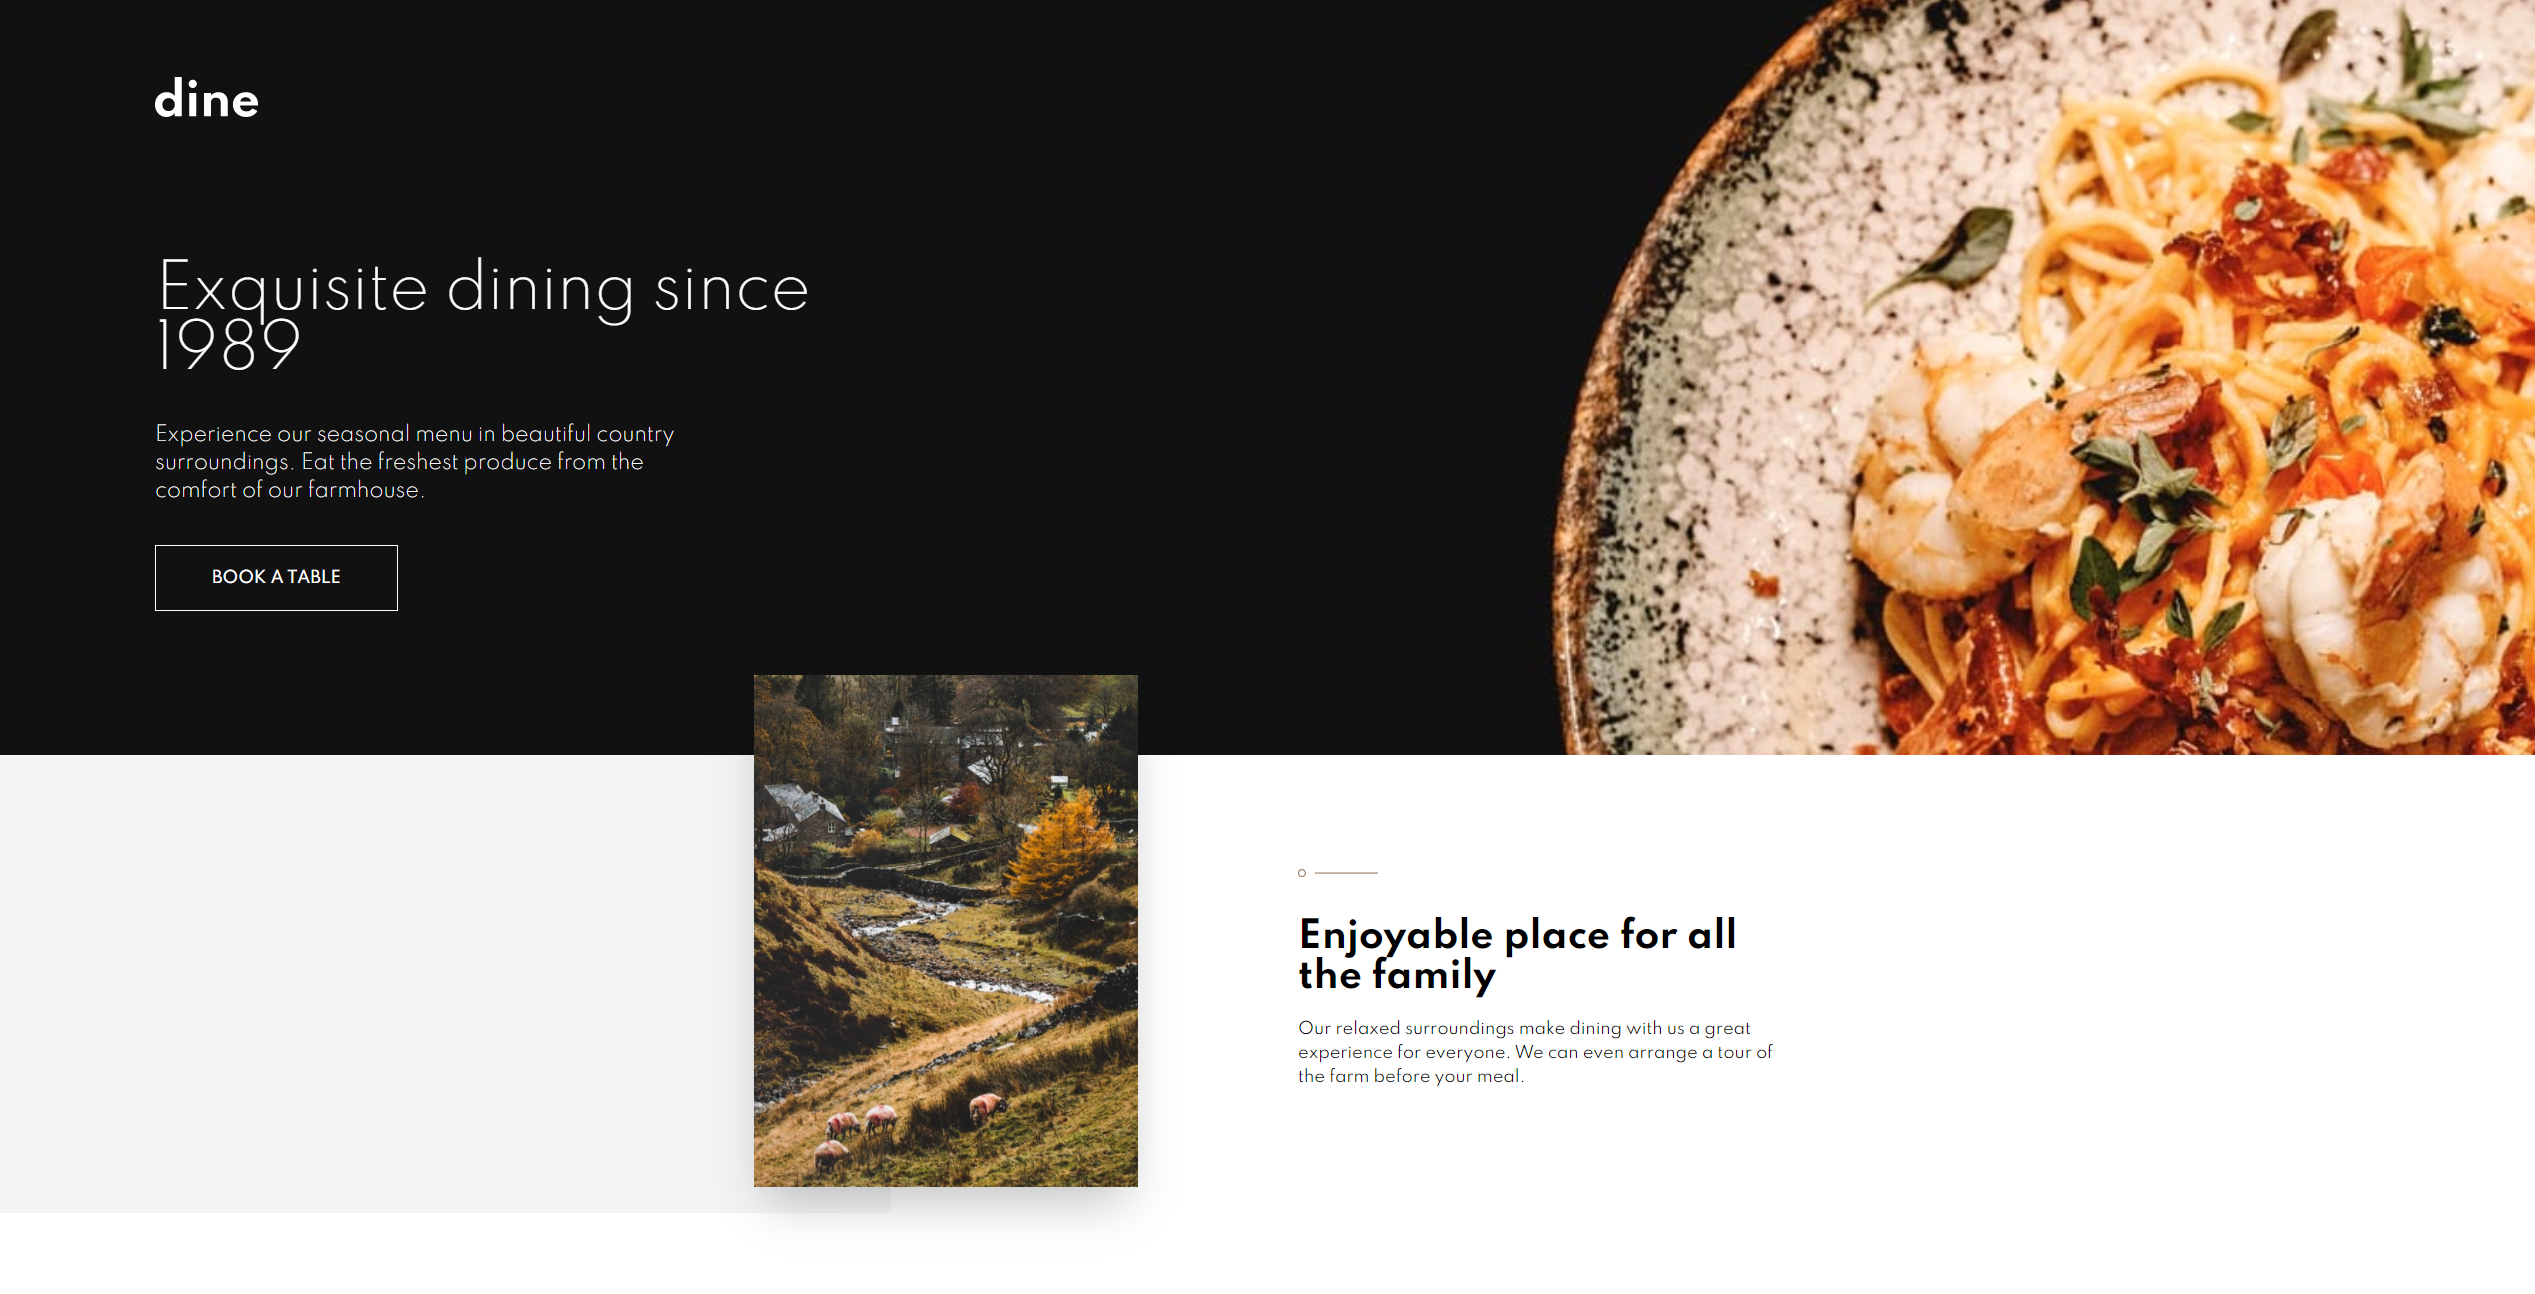 dine
Exquisite dining since
1989
Experience our seasonal menu in beautiful country
surroundings. Eat the freshest produce from the
comfort of our farmhouse.
BOOK A TABLE
Enjoyable place for all
the family
Our relaxed surroundings make dining with us a great
experience for everyone. We can even arrange a tour of
the farm before your meal.